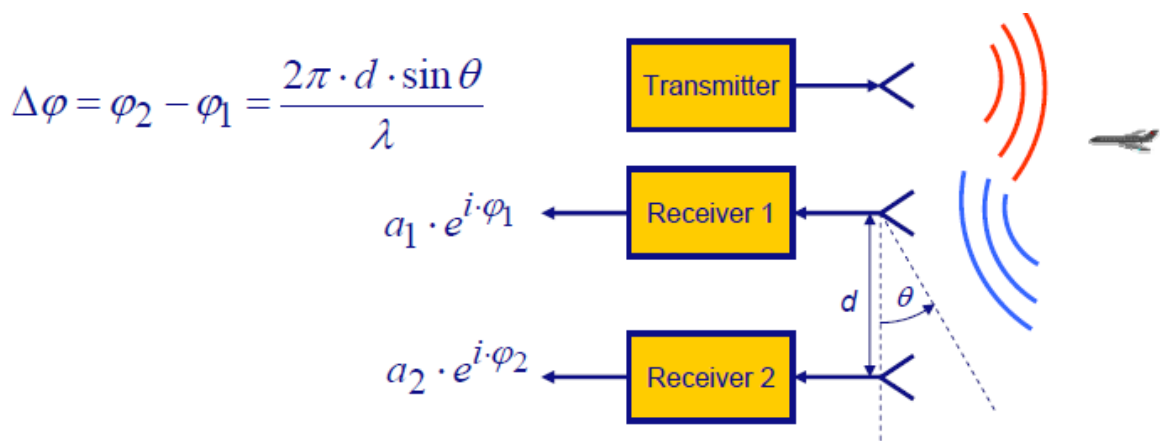 Δφ = φ₂ − φ₁ = (2π · d · sin θ) / λ
Transmitter
a₁ · e^{i·φ₁}
Receiver 1
d
θ
a₂ · e^{i·φ₂}
Receiver 2